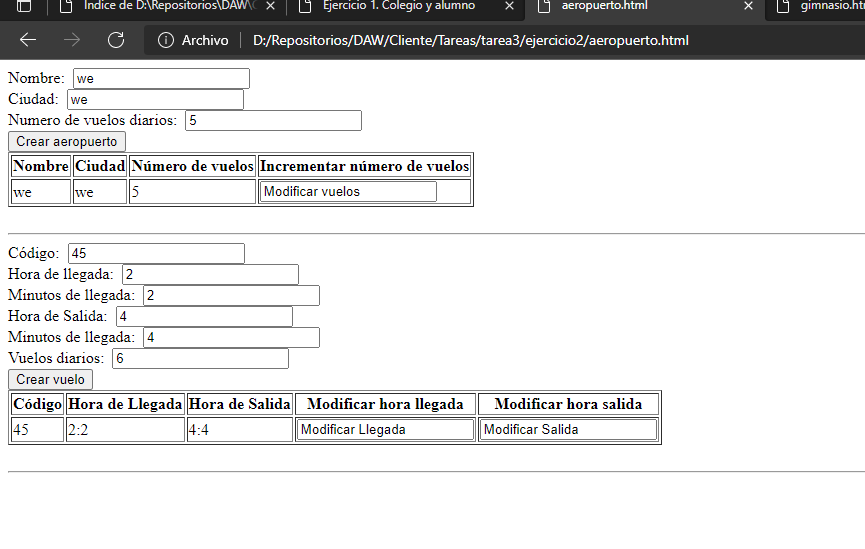 Índice de D:\Repositorios\DAW\C
Ejercicio 1. Colegio y alumno
aeropuerto.html
gimnasio.ht
Archivo D:/Repositorios/DAW/Cliente/Tareas/tarea3/ejercicio2/aeropuerto.html
Nombre: we
Ciudad: we
Numero de vuelos diarios: 5
Crear aeropuerto
Nombre Ciudad Número de vuelos Incrementar número de vuelos
we we 5 Modificar vuelos
Código: 45
Hora de llegada: 2
Minutos de llegada: 2
Hora de Salida: 4
Minutos de llegada: 4
Vuelos diarios: 6
Crear vuelo
Código Hora de Llegada Hora de Salida Modificar hora llegada Modificar hora salida
45 2:2 4:4 Modificar Llegada Modificar Salida